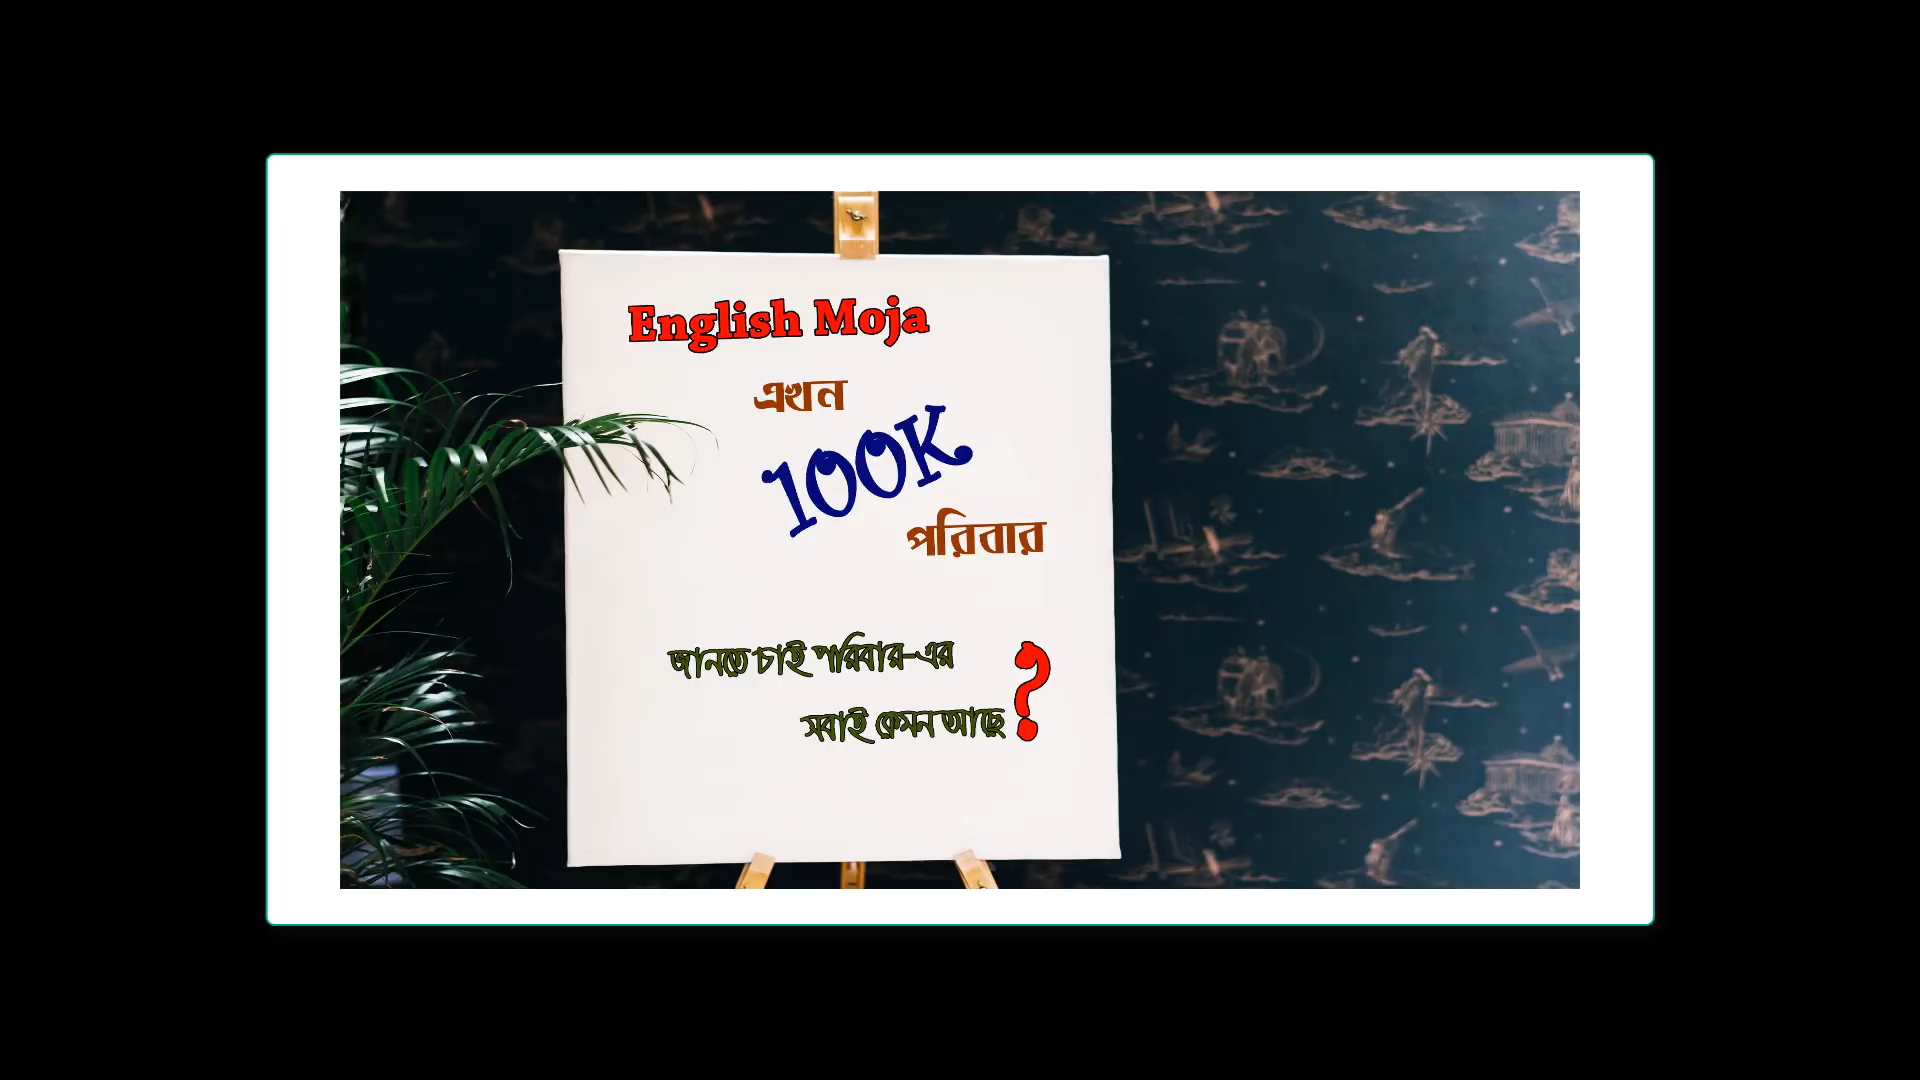 English Moja
এখন
100K
পরিবার
জানতে চাই পরিবার-এর
সবাই কেমন আছে ?